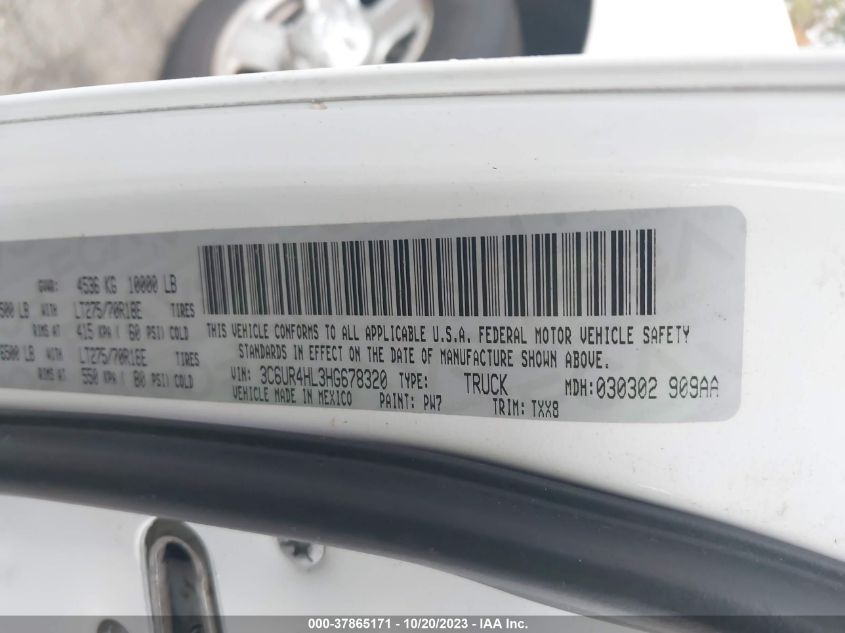 GVWR: 4536 KG 10000 LB
500 LB WITH LT275/70R18E TIRES
RIMS AT 415 KPA ( 60 PSI) COLD
6500 LB WITH LT275/70R18E TIRES
RIMS AT 550 KPA ( 80 PSI) COLD
THIS VEHICLE CONFORMS TO ALL APPLICABLE U.S.A. FEDERAL MOTOR VEHICLE SAFETY
STANDARDS IN EFFECT ON THE DATE OF MANUFACTURE SHOWN ABOVE.
VIN: 3C6UR4HL3HG678320 TYPE: TRUCK MDH: 030302 909AA
VEHICLE MADE IN MEXICO PAINT: PW7 TRIM: TXX8
000-37865171 - 10/20/2023 - IAA Inc.